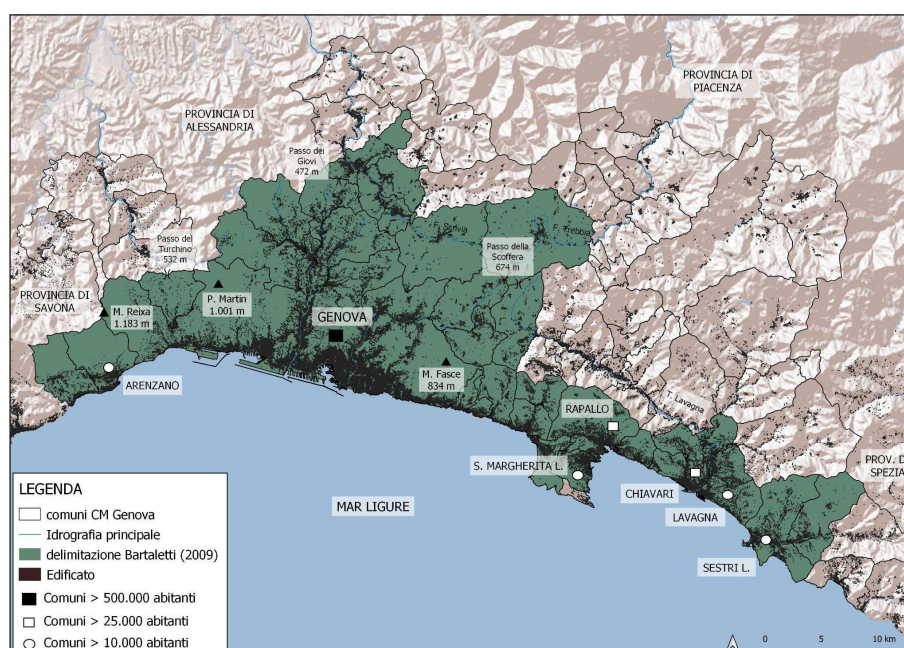 PROVINCIA DI
PIACENZA
PROVINCIA DI
ALESSANDRIA
Passo dei
Giovi
472 m
Passo del
Turchino
532 m
Passo della
Scoffera
674 m
Trebbia
PROVINCIA DI
SAVONA
M. Reixa
1.183 m
P. Martin
1.001 m
GENOVA
M. Fasce
834 m
ARENZANO
RAPALLO
T. Lavagna
S. MARGHERITA L.
CHIAVARI
LAVAGNA
SESTRI L.
PROV. D
SPEZIA
MAR LIGURE
LEGENDA
comuni CM Genova
Idrografia principale
delimitazione Bartaletti (2009)
Edificato
Comuni > 500.000 abitanti
Comuni > 25.000 abitanti
Comuni > 10.000 abitanti
0 5 10 km